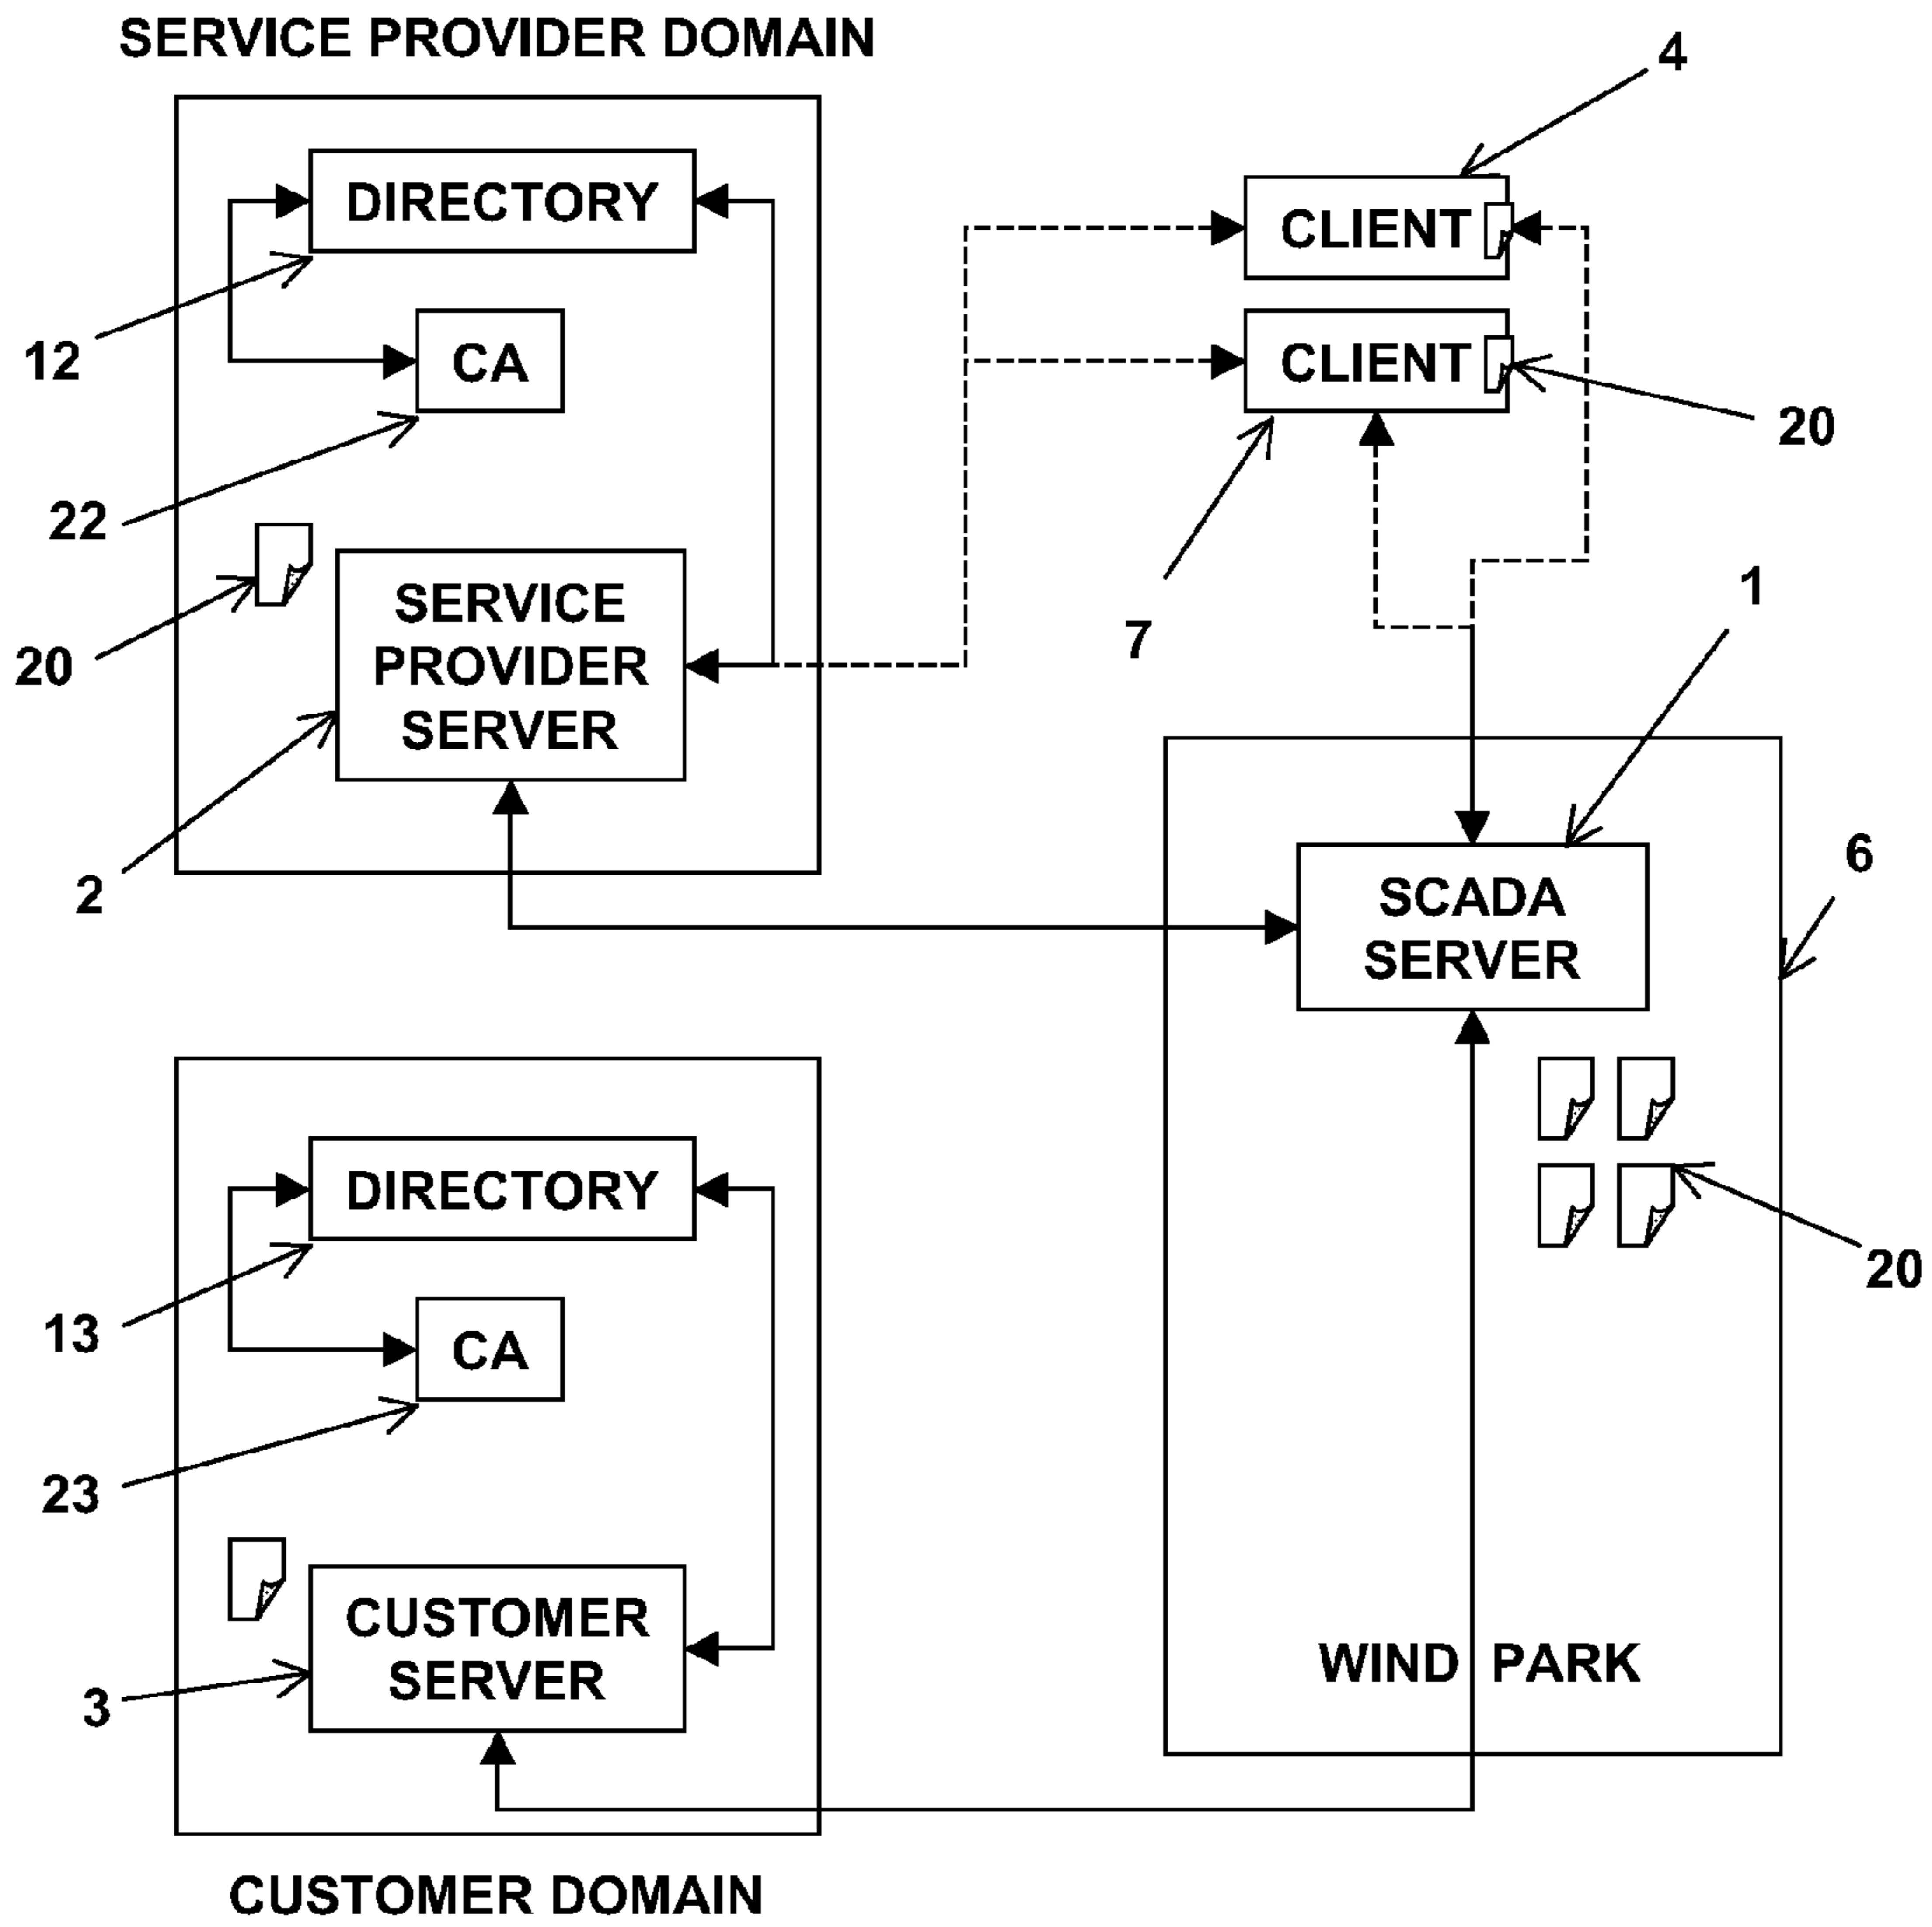 SERVICE PROVIDER DOMAIN
4
DIRECTORY
CLIENT
12
CA
CLIENT
20
22
SERVICE
PROVIDER
SERVER
20
7
1
2
6
SCADA
SERVER
DIRECTORY
20
13
CA
23
CUSTOMER
SERVER
3
WIND PARK
CUSTOMER DOMAIN